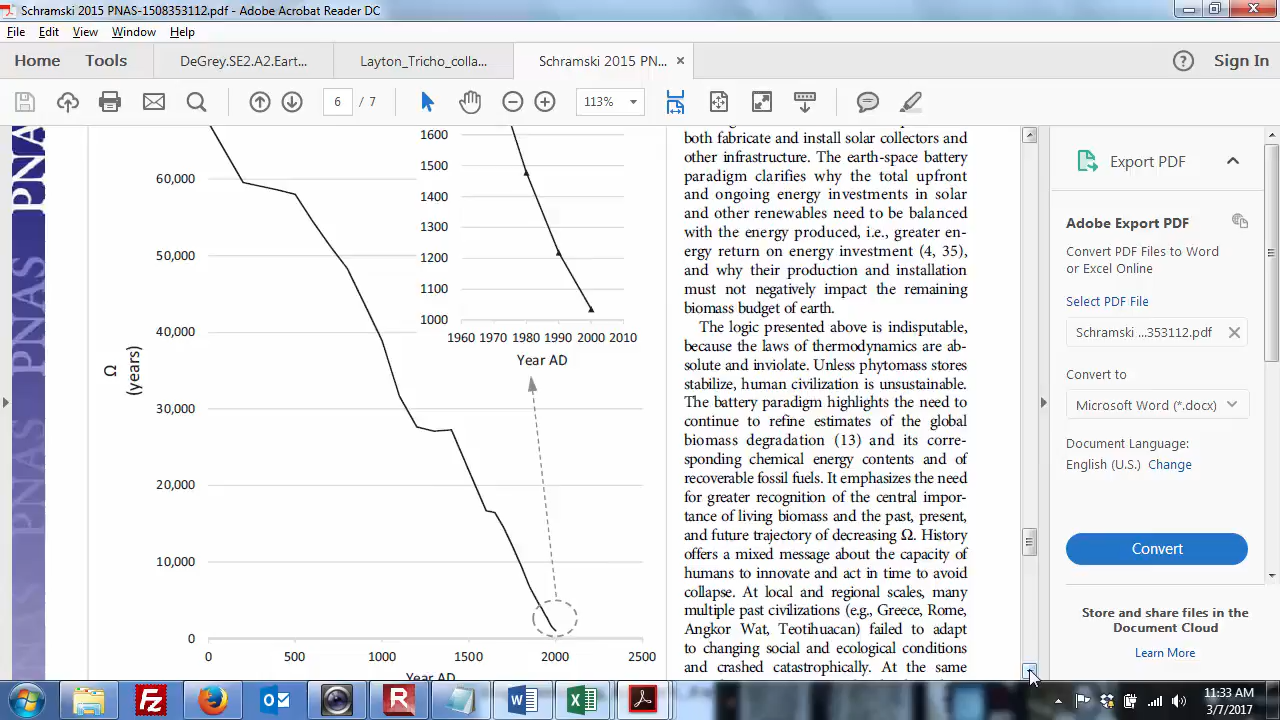 Schramski 2015 PNAS-1508353112.pdf - Adobe Acrobat Reader DC
File Edit View Window Help
Home Tools DeGrey.SE2.A2.Eart... Layton_Tricho_colla... Schramski 2015 PN... × ? Sign In
6 / 7 113%
PNAS
PNAS
PNAS
60,000
50,000
40,000
30,000
20,000
10,000
0
Ω
(years)
0 500 1000 1500 2000 2500
Year AD
1600
1500
1400
1300
1200
1100
1000
1960 1970 1980 1990 2000 2010
Year AD
both fabricate and install solar collectors and
other infrastructure. The earth-space battery
paradigm clarifies why the total upfront
and ongoing energy investments in solar
and other renewables need to be balanced
with the energy produced, i.e., greater en-
ergy return on energy investment (4, 35),
and why their production and installation
must not negatively impact the remaining
biomass budget of earth.
The logic presented above is indisputable,
because the laws of thermodynamics are ab-
solute and inviolate. Unless phytomass stores
stabilize, human civilization is unsustainable.
The battery paradigm highlights the need to
continue to refine estimates of the global
biomass degradation (13) and its corre-
sponding chemical energy contents and of
recoverable fossil fuels. It emphasizes the need
for greater recognition of the central impor-
tance of living biomass and the past, present,
and future trajectory of decreasing Ω. History
offers a mixed message about the capacity of
humans to innovate and act in time to avoid
collapse. At local and regional scales, many
multiple past civilizations (e.g., Greece, Rome,
Angkor Wat, Teotihuacan) failed to adapt
to changing social and ecological conditions
and crashed catastrophically. At the same
Export PDF
Adobe Export PDF
Convert PDF Files to Word
or Excel Online
Select PDF File
Schramski ...353112.pdf ×
Convert to
Microsoft Word (*.docx)
Document Language:
English (U.S.) Change
Convert
Store and share files in the
Document Cloud
Learn More
11:33 AM
3/7/2017